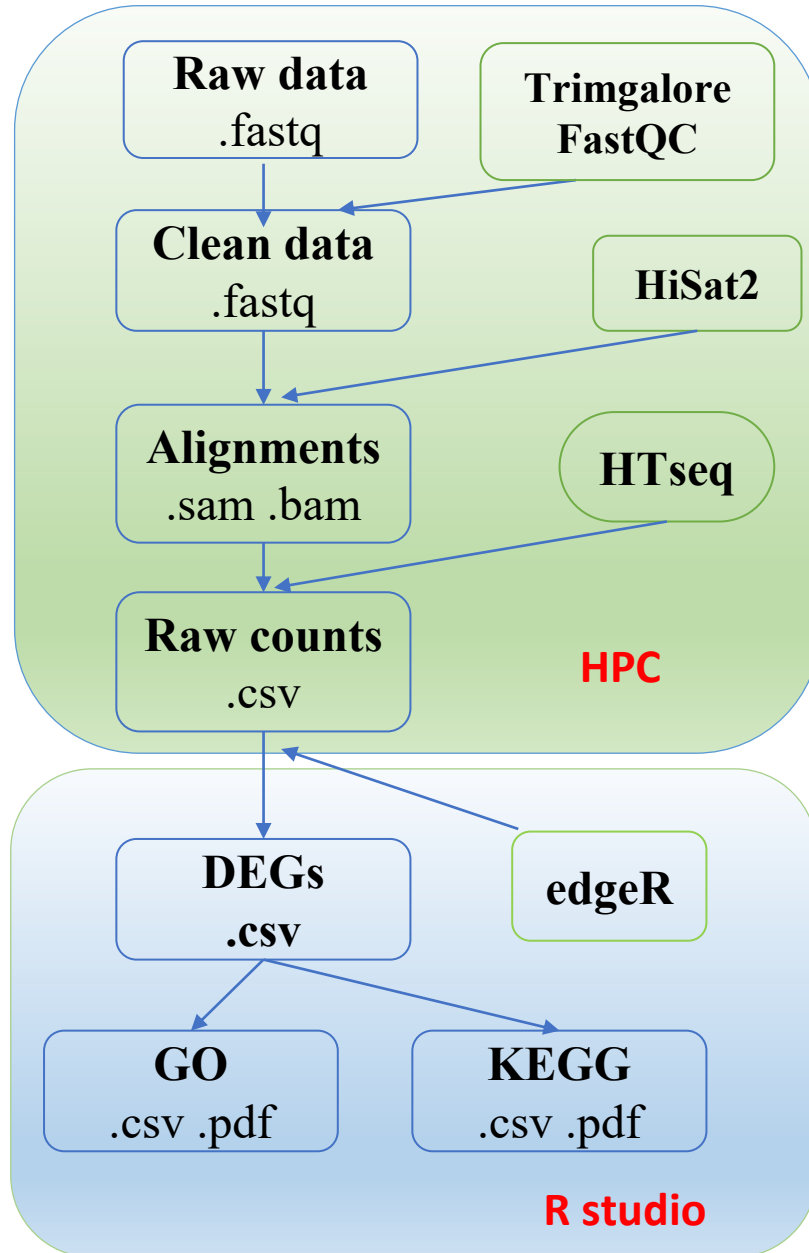 Raw data
.fastq
Trimgalore
FastQC
Clean data
.fastq
HiSat2
Alignments
.sam .bam
HTseq
Raw counts
.csv
HPC
DEGs
.csv
edgeR
GO
.csv .pdf
KEGG
.csv .pdf
R studio